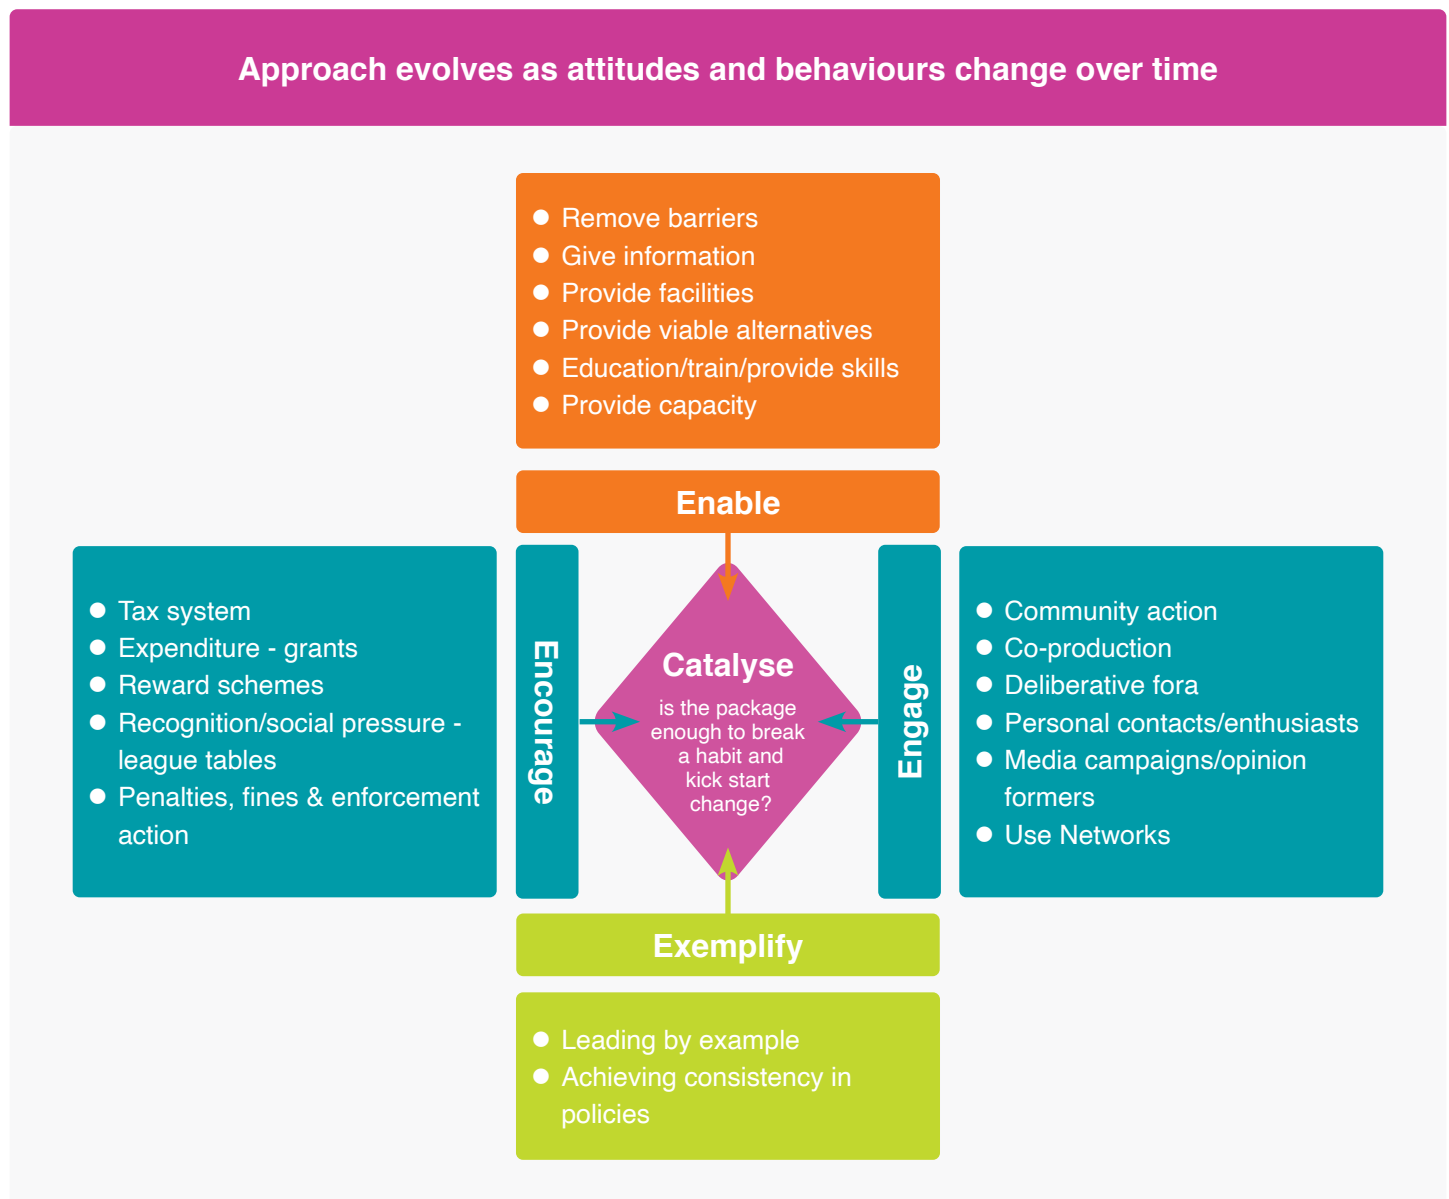 Approach evolves as attitudes and behaviours change over time
Remove barriers
Give information
Provide facilities
Provide viable alternatives
Education/train/provide skills
Provide capacity
Enable
Tax system
Expenditure - grants
Reward schemes
Recognition/social pressure -
league tables
Penalties, fines & enforcement
action
Encourage
Catalyse
is the package
enough to break
a habit and
kick start
change?
Engage
Community action
Co-production
Deliberative fora
Personal contacts/enthusiasts
Media campaigns/opinion
formers
Use Networks
Exemplify
Leading by example
Achieving consistency in
policies